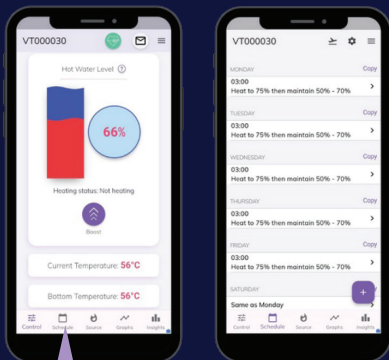 VT000030
Hot Water Level ?
66%
Heating status: Not heating
Boost
Current Temperature: 56°C
Bottom Temperature: 56°C
Control Schedule Source Graphs Insights
VT000030
MONDAY Copy
03:00
Heat to 75% then maintain 50% - 70%
TUESDAY Copy
03:00
Heat to 75% then maintain 50% - 70%
WEDNESDAY Copy
03:00
Heat to 75% then maintain 50% - 70%
THURSDAY Copy
03:00
Heat to 75% then maintain 50% - 70%
FRIDAY Copy
03:00
Heat to 75% then maintain 50% - 70%
SATURDAY
Same as Monday
+
Control Schedule Source Graphs Insights